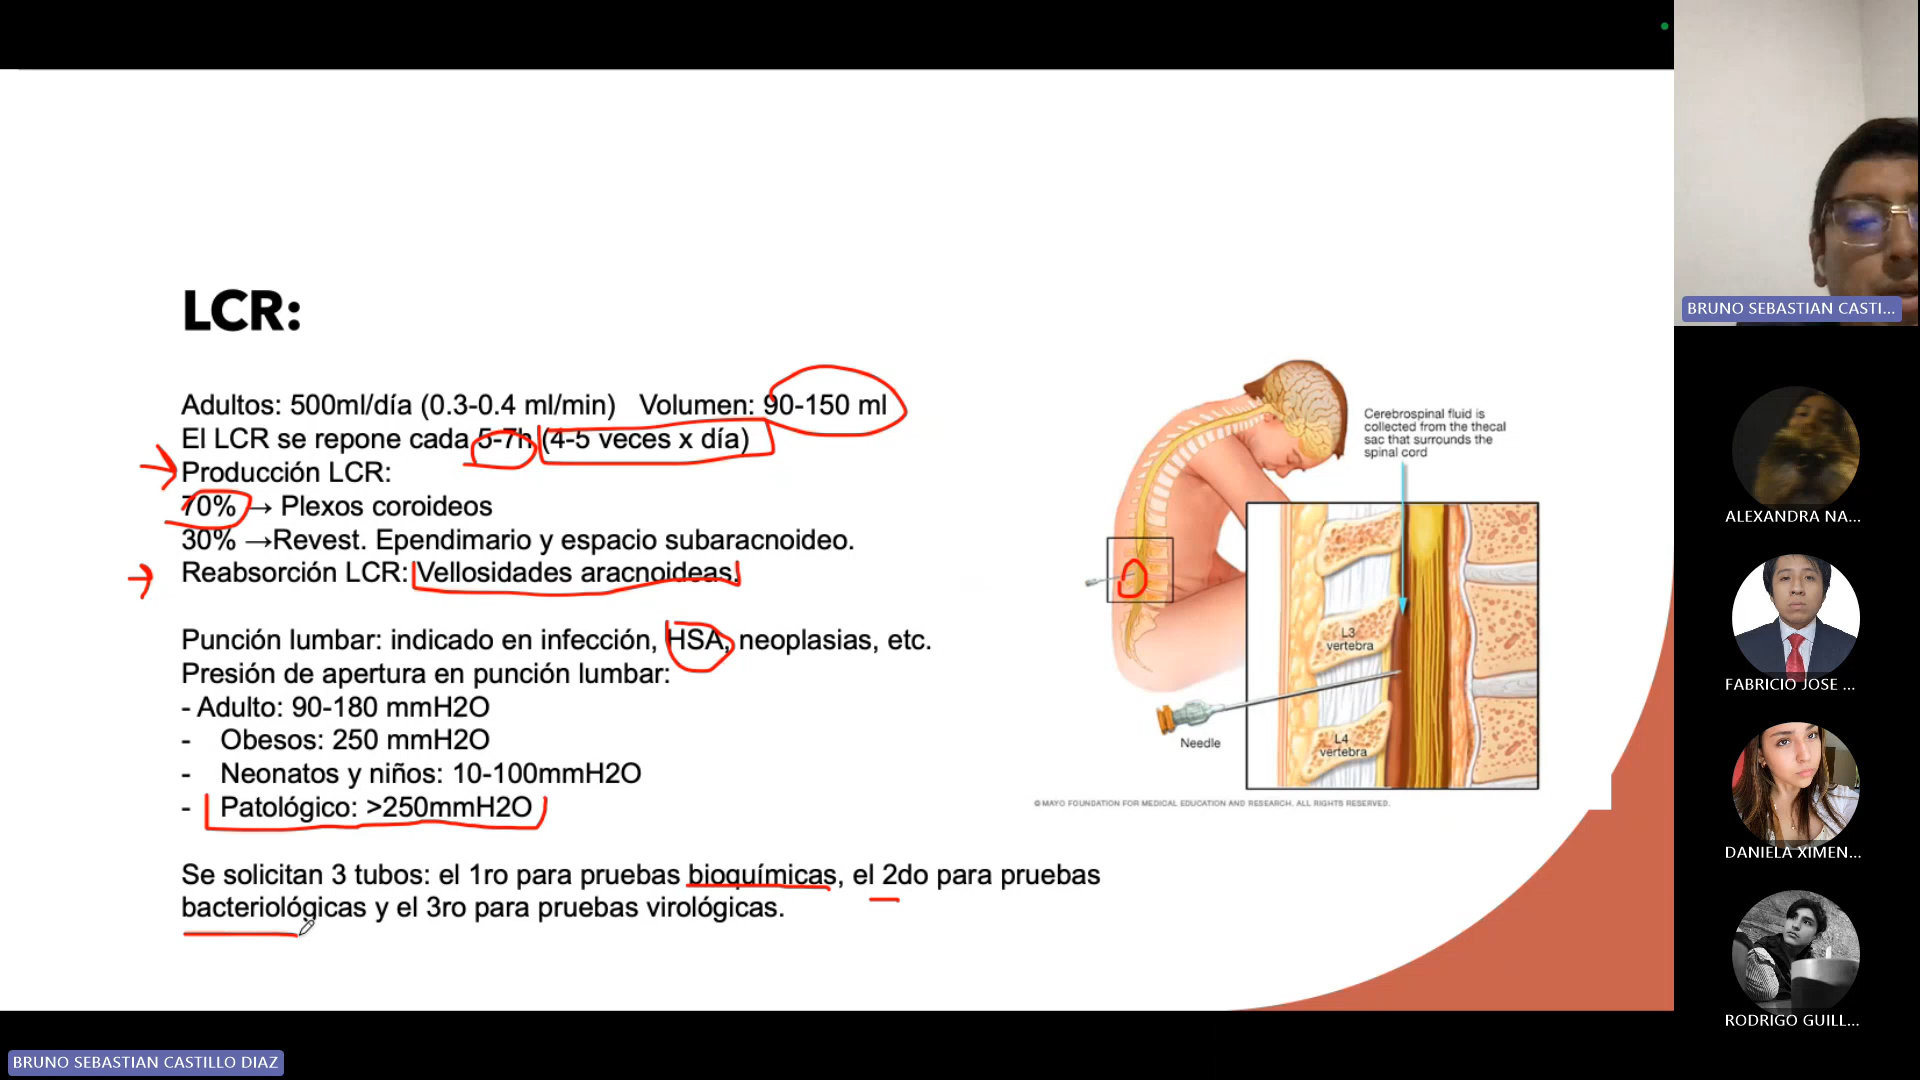 LCR:
Adultos: 500ml/día (0.3-0.4 ml/min) Volumen: 90-150 ml
El LCR se repone cada 5-7h (4-5 veces x día)
Producción LCR:
70% → Plexos coroideos
30% →Revest. Ependimario y espacio subaracnoideo.
Reabsorción LCR: Vellosidades aracnoideas.
Punción lumbar: indicado en infección, HSA, neoplasias, etc.
Presión de apertura en punción lumbar:
- Adulto: 90-180 mmH2O
- Obesos: 250 mmH2O
- Neonatos y niños: 10-100mmH2O
- Patológico: >250mmH2O
Se solicitan 3 tubos: el 1ro para pruebas bioquímicas, el 2do para pruebas
bacteriológicas y el 3ro para pruebas virológicas.
Cerebrospinal fluid is
collected from the thecal
sac that surrounds the
spinal cord
L3
vertebra
L4
vertebra
Needle
© MAYO FOUNDATION FOR MEDICAL EDUCATION AND RESEARCH. ALL RIGHTS RESERVED.
BRUNO SEBASTIAN CASTI...
ALEXANDRA NA...
FABRICIO JOSE ...
DANIELA XIMEN...
RODRIGO GUILL...
BRUNO SEBASTIAN CASTILLO DIAZ